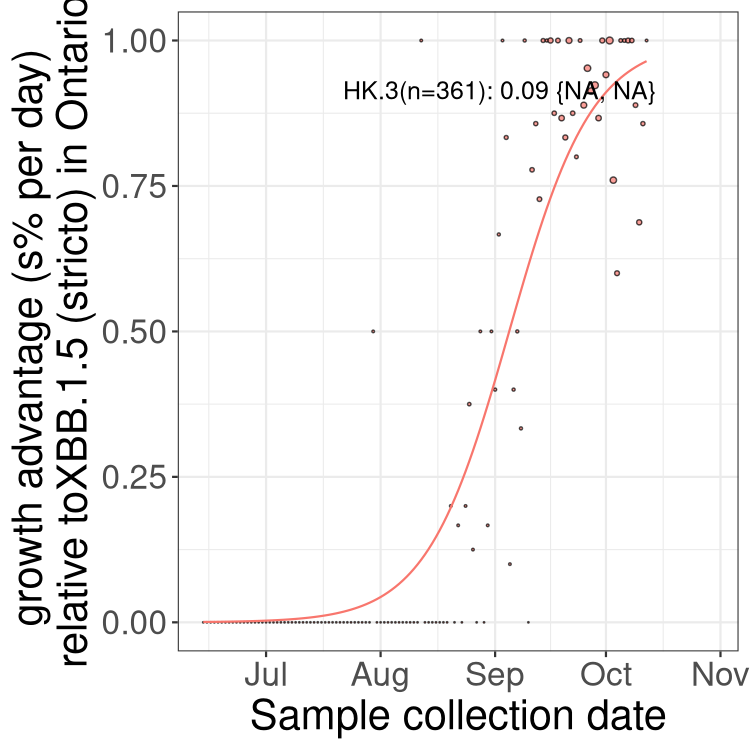 growth advantage (s% per day)
relative toXBB.1.5 (stricto) in Ontario
1.00
0.75
0.50
0.25
0.00
HK.3(n=361): 0.09 {NA, NA}
Jul Aug Sep Oct Nov
Sample collection date